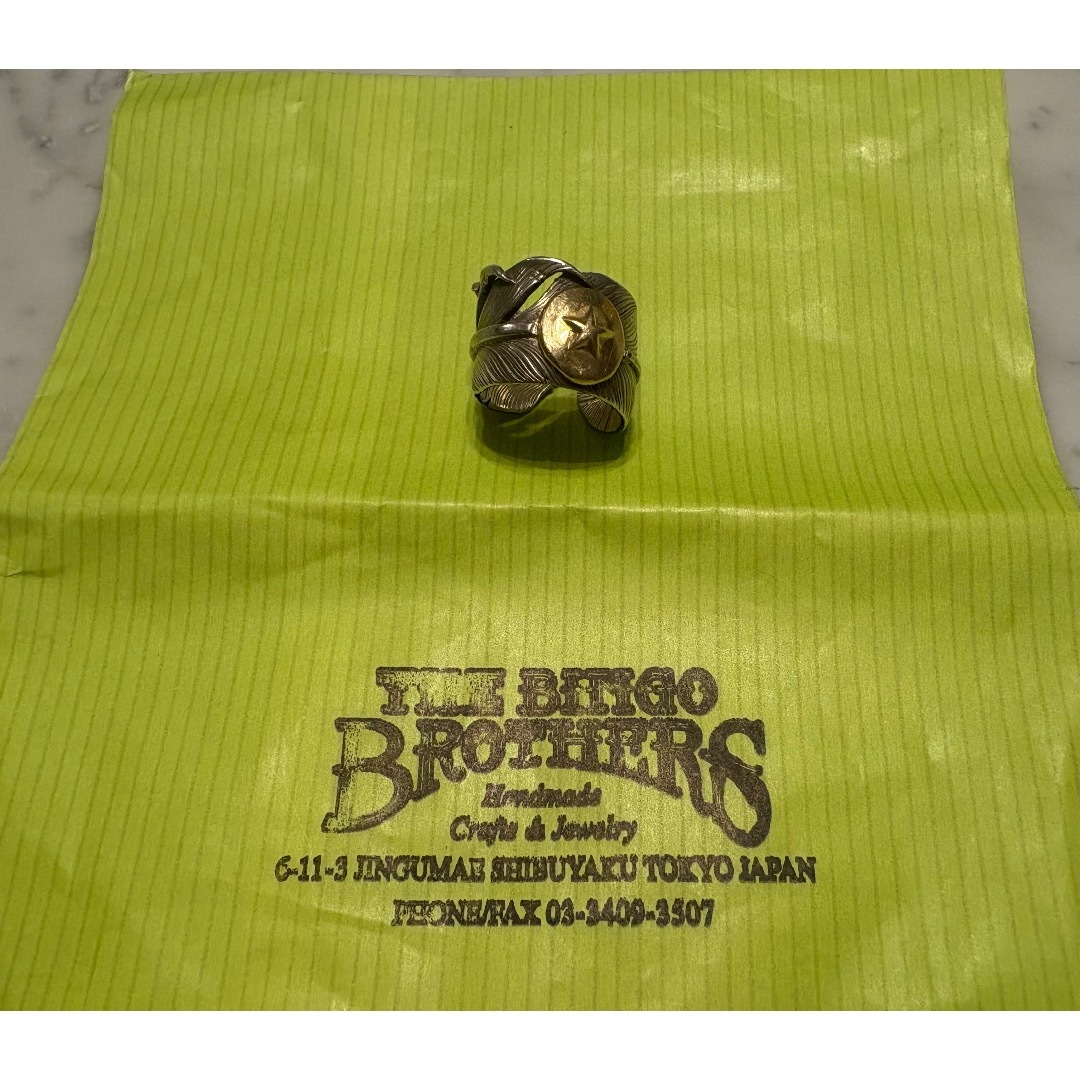 THE BINGO
BROTHERS
Handmade
Crafts & Jewelry
6-11-3 JINGUMAE SHIBUYAKU TOKYO JAPAN
PHONE/FAX 03-3409-3507